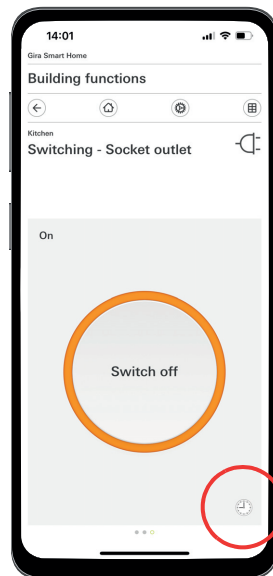 14:01
Gira Smart Home
Building functions
Kitchen
Switching - Socket outlet
On
Switch off